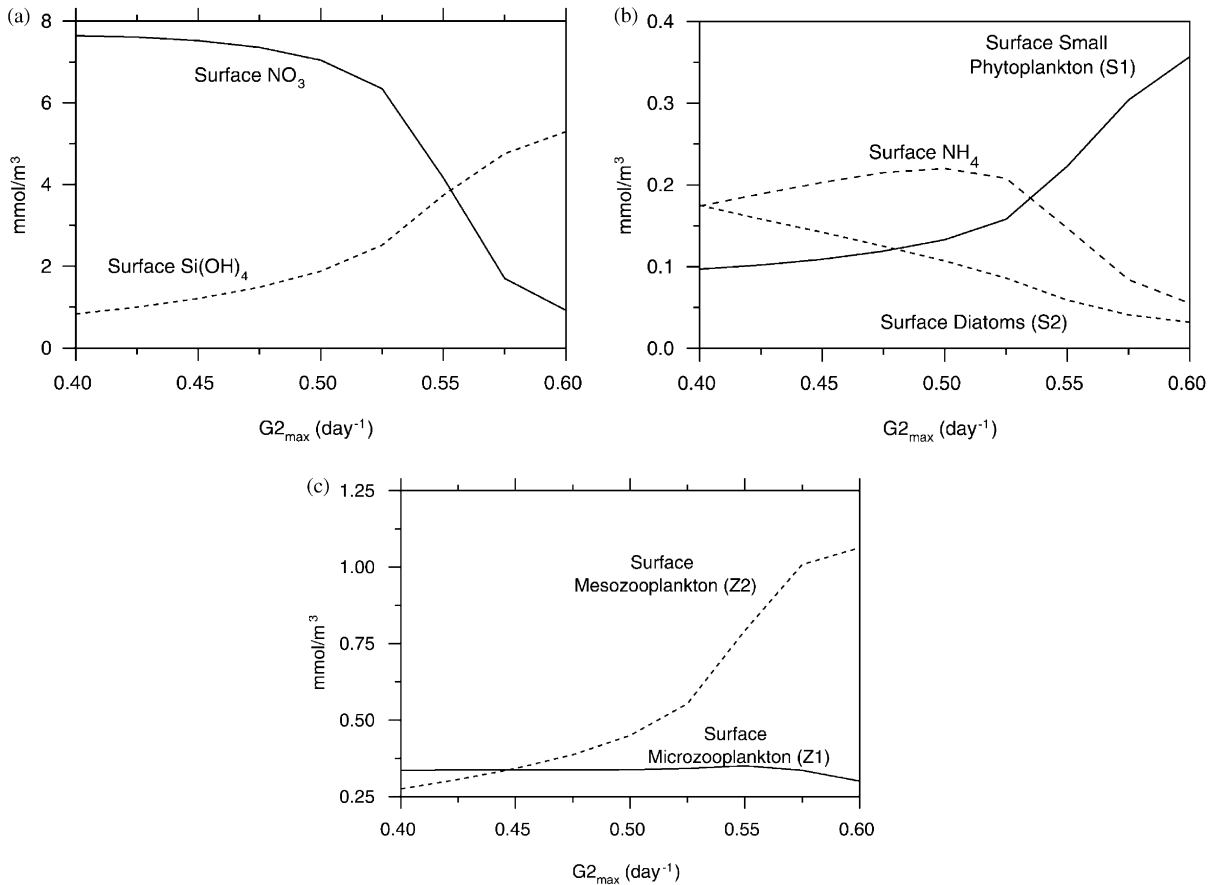 (a)
8
6
4
2
0
mmol/m³
Surface NO₃
Surface Si(OH)₄
0.40 0.45 0.50 0.55 0.60
G2max (day⁻¹)
(b)
0.4
0.3
0.2
0.1
0.0
mmol/m³
Surface Small
Phytoplankton (S1)
Surface NH₄
Surface Diatoms (S2)
0.40 0.45 0.50 0.55 0.60
G2max (day⁻¹)
(c)
1.25
1.00
0.75
0.50
0.25
mmol/m³
Surface
Mesozooplankton (Z2)
Surface
Microzooplankton (Z1)
0.40 0.45 0.50 0.55 0.60
G2max (day⁻¹)